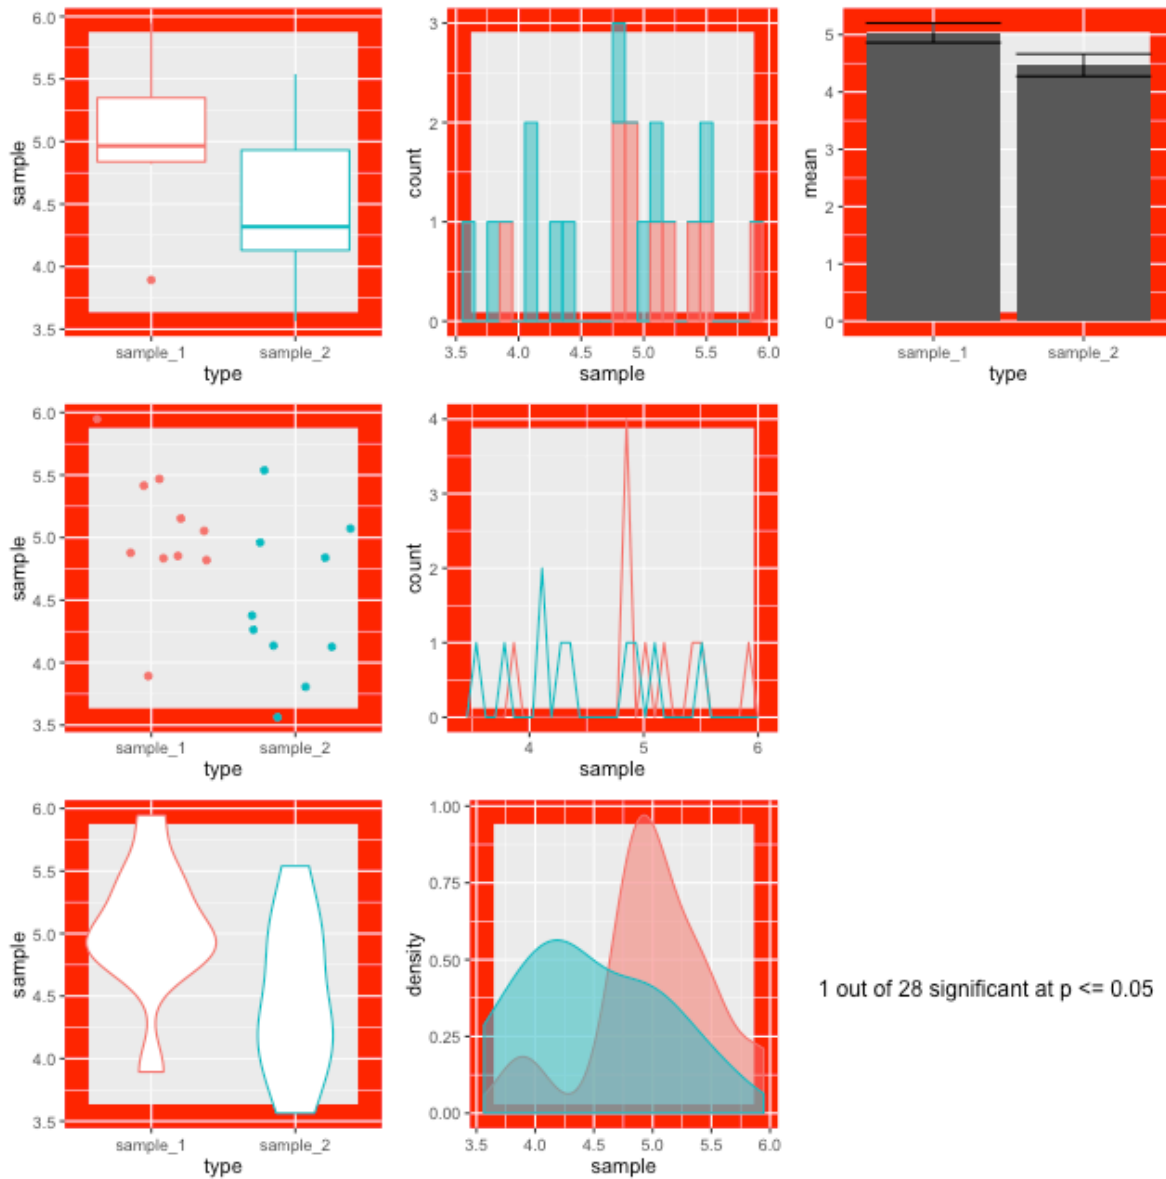 6.0
5.5
5.0
4.5
4.0
3.5
sample
sample_1 sample_2
type
3
2
1
0
count
3.5 4.0 4.5 5.0 5.5 6.0
sample
5
4
3
2
1
0
mean
sample_1 sample_2
type
6.0
5.5
5.0
4.5
4.0
3.5
sample
sample_1 sample_2
type
4
3
2
1
0
count
4 5 6
sample
6.0
5.5
5.0
4.5
4.0
3.5
sample
sample_1 sample_2
type
1.00
0.75
0.50
0.25
0.00
density
3.5 4.0 4.5 5.0 5.5 6.0
sample
1 out of 28 significant at p <= 0.05